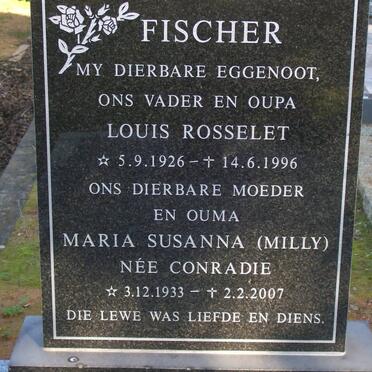 FISCHER
MY DIERBARE EGGENOOT,
ONS VADER EN OUPA
LOUIS ROSSELET
☆ 5.9.1926 – ✝ 14.6.1996
ONS DIERBARE MOEDER
EN OUMA
MARIA SUSANNA (MILLY)
NÉE CONRADIE
☆ 3.12.1933 – ✝ 2.2.2007
DIE LEWE WAS LIEFDE EN DIENS.